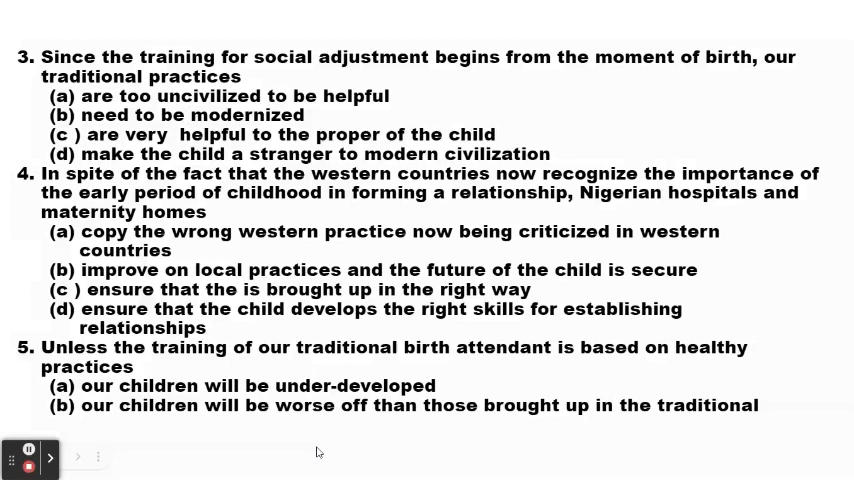 3. Since the training for social adjustment begins from the moment of birth, our
traditional practices
(a) are too uncivilized to be helpful
(b) need to be modernized
(c ) are very helpful to the proper of the child
(d) make the child a stranger to modern civilization
4. In spite of the fact that the western countries now recognize the importance of
the early period of childhood in forming a relationship, Nigerian hospitals and
maternity homes
(a) copy the wrong western practice now being criticized in western
countries
(b) improve on local practices and the future of the child is secure
(c ) ensure that the is brought up in the right way
(d) ensure that the child develops the right skills for establishing
relationships
5. Unless the training of our traditional birth attendant is based on healthy
practices
(a) our children will be under-developed
(b) our children will be worse off than those brought up in the traditional